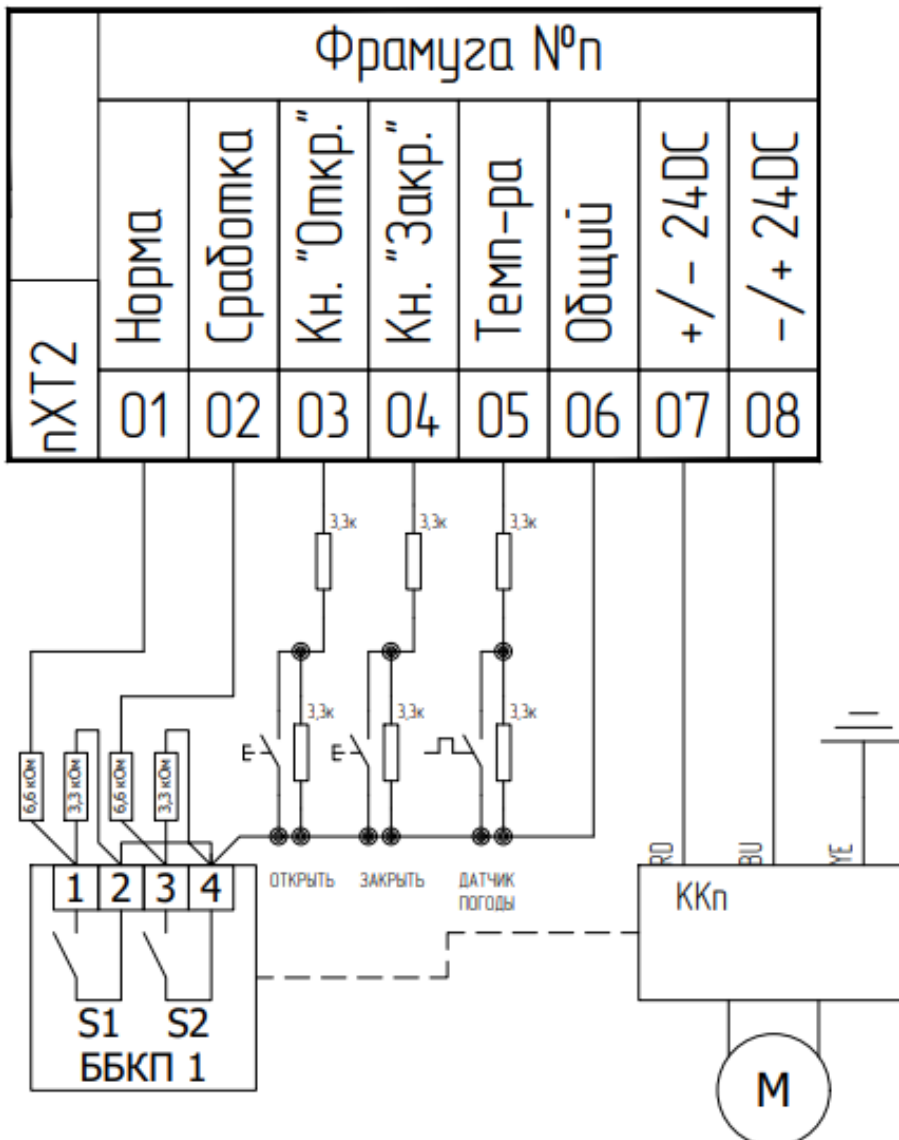 Фрамуга №n
Норма
Сработка
Кн. "Откр."
Кн. "Закр."
Темп-ра
Общий
+/- 24DC
-/+ 24DC
nXT2
01 02 03 04 05 06 07 08
3,3к 3,3к 3,3к
3,3к 3,3к 3,3к
6,6 кОм
3,3 кОм
6,6 кОм
3,3 кОм
RD
BU
YE
1 2 3 4
ОТКРЫТЬ ЗАКРЫТЬ ДАТЧИК
ПОГОДЫ
ККn
S1 S2
ББКП 1
М